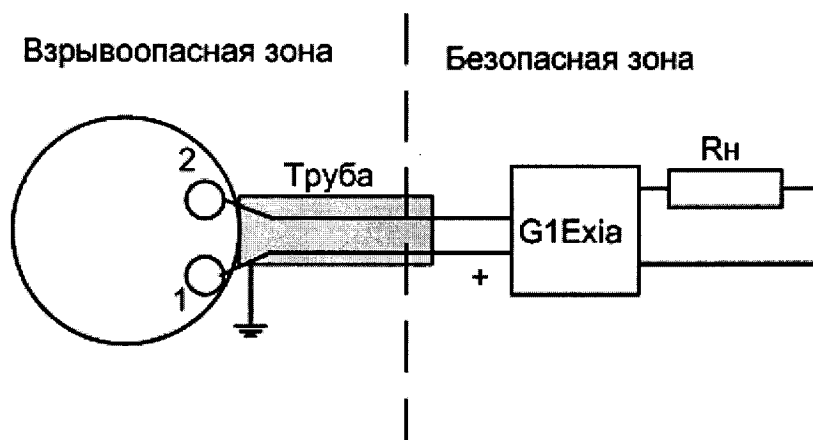 Взрывоопасная зона
Безопасная зона
2
Труба
Rн
G1Exia
1
+